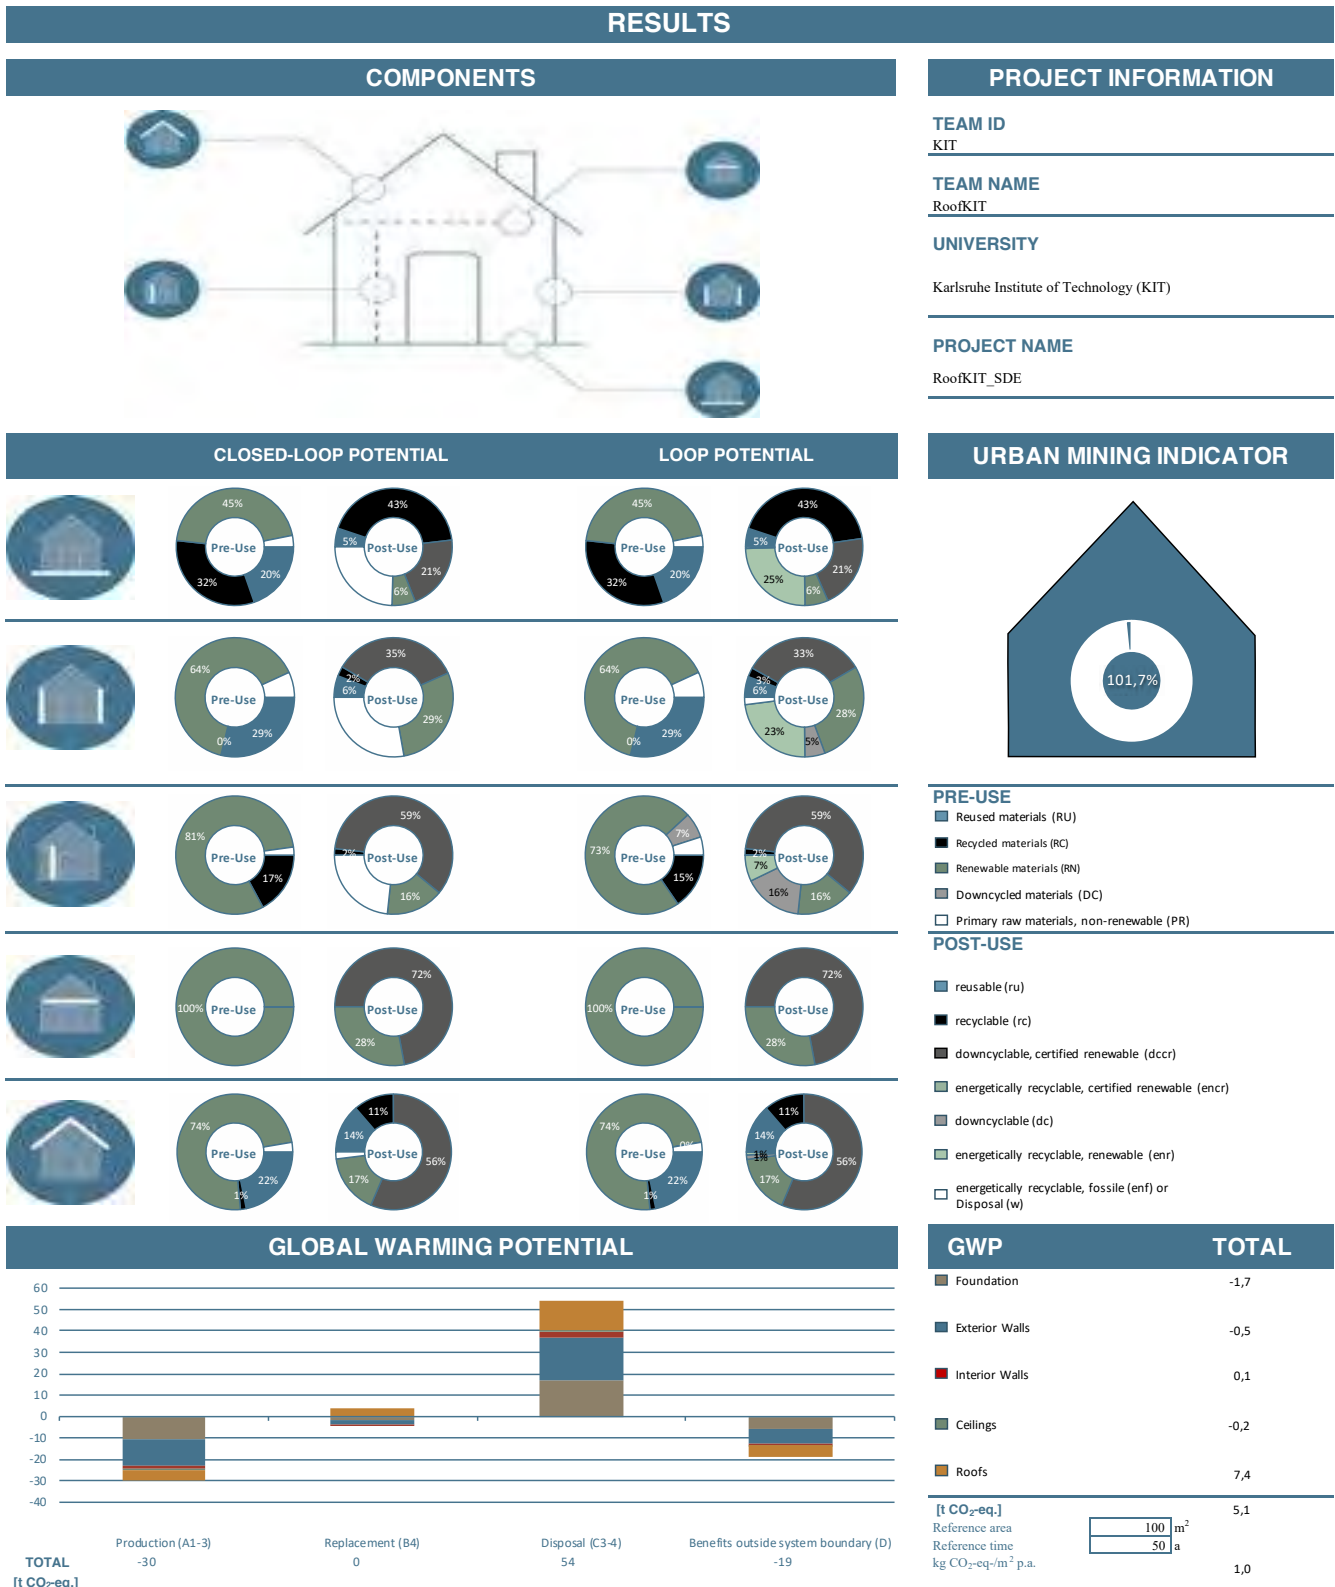 RESULTS
COMPONENTS
PROJECT INFORMATION
TEAM ID
KIT
TEAM NAME
RoofKIT
UNIVERSITY
Karlsruhe Institute of Technology (KIT)
PROJECT NAME
RoofKIT_SDE
CLOSED-LOOP POTENTIAL
LOOP POTENTIAL
45%
Pre-Use
32%
20%
43%
5%
Post-Use
21%
6%
45%
Pre-Use
32%
20%
43%
5%
Post-Use
21%
25%
6%
64%
Pre-Use
0%
29%
35%
2%
6%
Post-Use
29%
64%
Pre-Use
0%
29%
33%
3%
6%
Post-Use
28%
23%
5%
81%
Pre-Use
17%
59%
2%
Post-Use
16%
7%
73%
Pre-Use
15%
59%
2%
Post-Use
7%
16%
16%
100%
Pre-Use
72%
Post-Use
28%
100%
Pre-Use
72%
Post-Use
28%
74%
Pre-Use
22%
1%
11%
14%
Post-Use
56%
17%
74%
0%
Pre-Use
22%
1%
11%
14%
1%
1%
Post-Use
56%
17%
URBAN MINING INDICATOR
101,7%
PRE-USE
Reused materials (RU)
Recycled materials (RC)
Renewable materials (RN)
Downcycled materials (DC)
Primary raw materials, non-renewable (PR)
POST-USE
reusable (ru)
recyclable (rc)
downcyclable, certified renewable (dccr)
energetically recyclable, certified renewable (encr)
downcyclable (dc)
energetically recyclable, renewable (enr)
energetically recyclable, fossile (enf) or
Disposal (w)
GLOBAL WARMING POTENTIAL
60
50
40
30
20
10
0
-10
-20
-30
-40
Production (A1-3)
Replacement (B4)
Disposal (C3-4)
Benefits outside system boundary (D)
TOTAL
-30
0
54
-19
[t CO₂-eq.]
GWP TOTAL
Foundation -1,7
Exterior Walls -0,5
Interior Walls 0,1
Ceilings -0,2
Roofs 7,4
[t CO₂-eq.] 5,1
Reference area 100 m²
Reference time 50 a
kg CO₂-eq-/m² p.a. 1,0